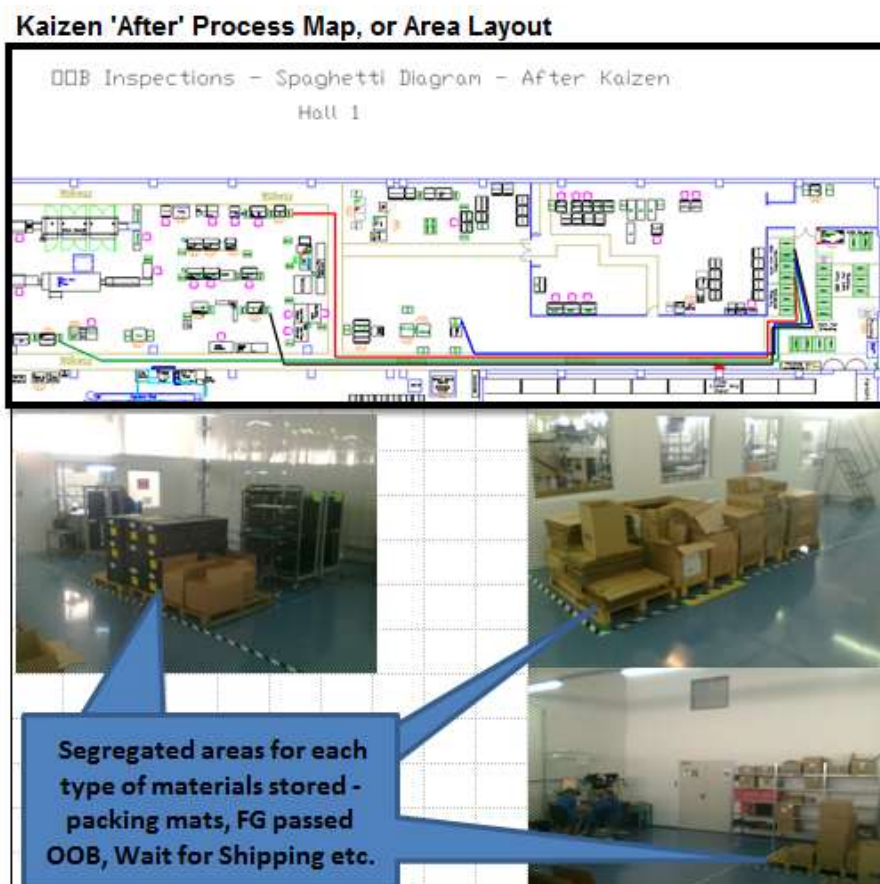 Kaizen 'After' Process Map, or Area Layout
OOB Inspections - Spaghetti Diagram - After Kaizen
Hall 1
Segregated areas for each
type of materials stored -
packing mats, FG passed
OOB, Wait for Shipping etc.